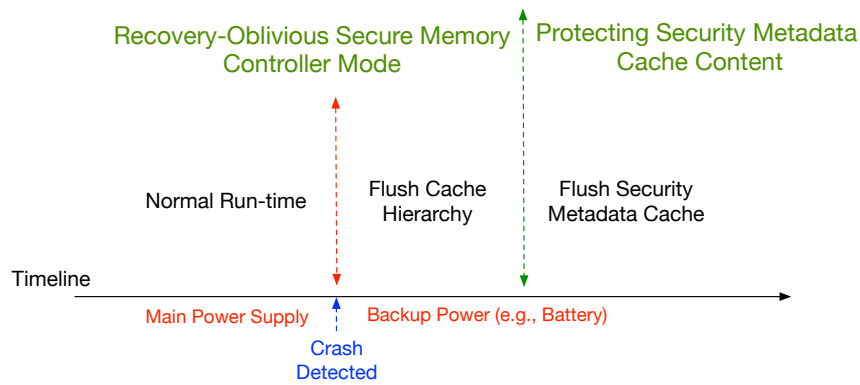 Recovery-Oblivious Secure Memory
Controller Mode
Protecting Security Metadata
Cache Content
Normal Run-time
Flush Cache
Hierarchy
Flush Security
Metadata Cache
Timeline
Main Power Supply
Backup Power (e.g., Battery)
Crash
Detected